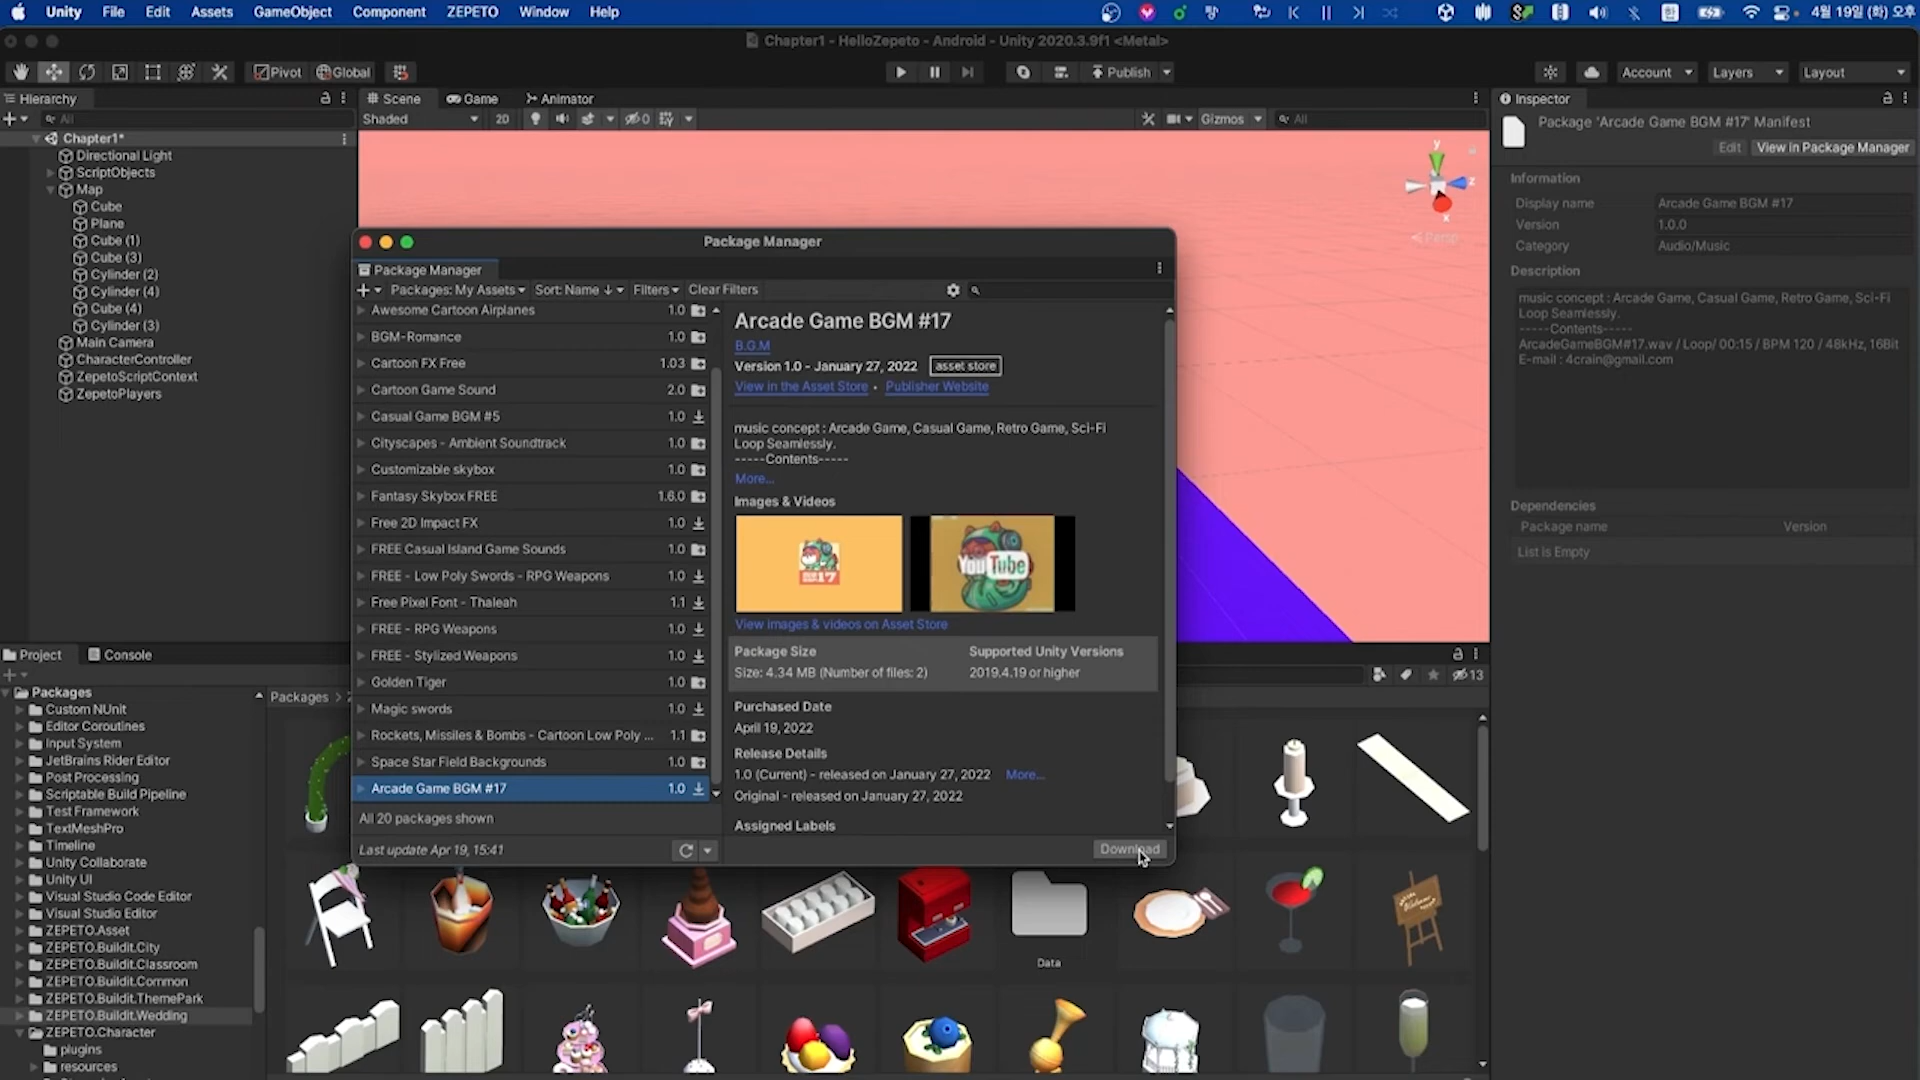 Unity File Edit Assets GameObject Component ZEPETO Window Help
4월 19일 (화) 오후
Chapter1 - HelloZepeto - Android - Unity 2020.3.9f1 <Metal>
Pivot Global Publish Account Layers Layout
Hierarchy
All
Chapter1*
Directional Light
ScriptObjects
Map
Cube
Plane
Cube (1)
Cube (3)
Cylinder (2)
Cylinder (4)
Cube (4)
Cylinder (3)
Main Camera
CharacterController
ZepetoScriptContext
ZepetoPlayers
Scene Game Animator
Shaded 2D 0 Gizmos All
y
z
x
Persp
Package Manager
Package Manager
Packages: My Assets Sort: Name ↓ Filters Clear Filters
Awesome Cartoon Airplanes 1.0
BGM-Romance 1.0
Cartoon FX Free 1.03
Cartoon Game Sound 2.0
Casual Game BGM #5 1.0
Cityscapes - Ambient Soundtrack 1.0
Customizable skybox 1.0
Fantasy Skybox FREE 1.6.0
Free 2D Impact FX 1.0
FREE Casual Island Game Sounds 1.0
FREE - Low Poly Swords - RPG Weapons 1.0
Free Pixel Font - Thaleah 1.1
FREE - RPG Weapons 1.0
FREE - Stylized Weapons 1.0
Golden Tiger 1.0
Magic swords 1.0
Rockets, Missiles & Bombs - Cartoon Low Poly ... 1.1
Space Star Field Backgrounds 1.0
Arcade Game BGM #17 1.0
All 20 packages shown
Last update Apr 19, 15:41
Arcade Game BGM #17
B.G.M
Version 1.0 - January 27, 2022 asset store
View in the Asset Store • Publisher Website
music concept : Arcade Game, Casual Game, Retro Game, Sci-Fi
Loop Seamlessly.
-----Contents-----
More...
Images & Videos
17
YouTube
View images & videos on Asset Store
Package Size Supported Unity Versions
Size: 4.34 MB (Number of files: 2) 2019.4.19 or higher
Purchased Date
April 19, 2022
Release Details
1.0 (Current) - released on January 27, 2022 More...
Original - released on January 27, 2022
Assigned Labels
Download
Inspector
Package 'Arcade Game BGM #17' Manifest
Edit View in Package Manager
Information
Display name Arcade Game BGM #17
Version 1.0.0
Category Audio/Music
Description
music concept : Arcade Game, Casual Game, Retro Game, Sci-Fi
Loop Seamlessly.
-----Contents-----
ArcadeGameBGM#17.wav / Loop/ 00:15 / BPM 120 / 48kHz, 16Bit
E-mail : 4crain@gmail.com
Dependencies
Package name Version
List is Empty
Project Console
13
Packages
Custom NUnit
Editor Coroutines
Input System
JetBrains Rider Editor
Post Processing
Scriptable Build Pipeline
Test Framework
TextMeshPro
Timeline
Unity Collaborate
Unity UI
Visual Studio Code Editor
Visual Studio Editor
ZEPETO.Asset
ZEPETO.Buildit.City
ZEPETO.Buildit.Classroom
ZEPETO.Buildit.Common
ZEPETO.Buildit.ThemePark
ZEPETO.Buildit.Wedding
ZEPETO.Character
plugins
resources
Packages >
Data
Welcome